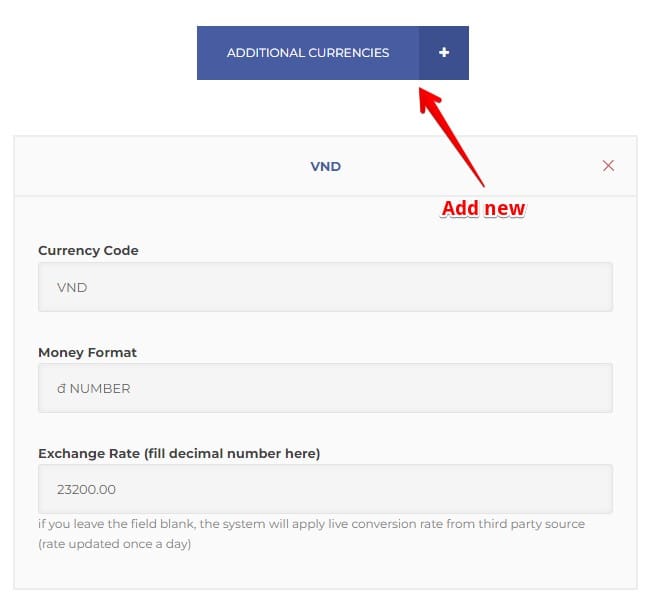 ADDITIONAL CURRENCIES +
Add new
VND
Currency Code
VND
Money Format
đ NUMBER
Exchange Rate (fill decimal number here)
23200.00
if you leave the field blank, the system will apply live conversion rate from third party source
(rate updated once a day)